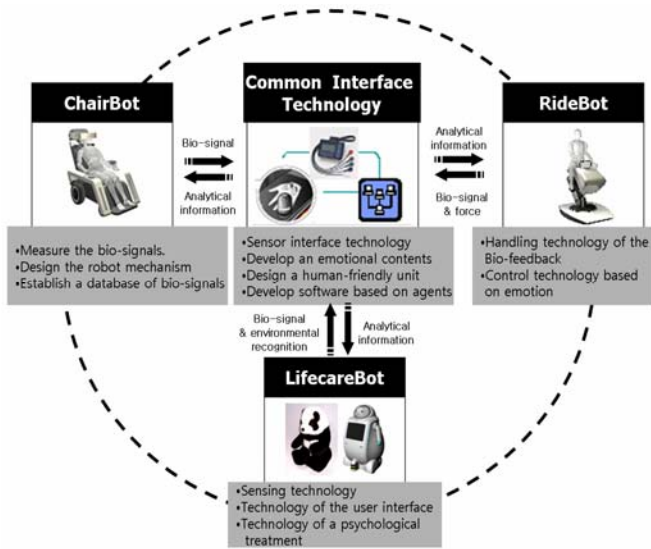 Common Interface
Technology
ChairBot
RideBot
Bio-signal
Analytical
information
Analytical
information
Bio-signal
& force
•Measure the bio-signals.
•Design the robot mechanism
•Establish a database of bio-signals
•Sensor interface technology
•Develop an emotional contents
•Design a human-friendly unit
•Develop software based on agents
•Handling technology of the
Bio-feedback
•Control technology based
on emotion
Bio-signal
& environmental
recognition
Analytical
information
LifecareBot
•Sensing technology
•Technology of the user interface
•Technology of a psychological
treatment